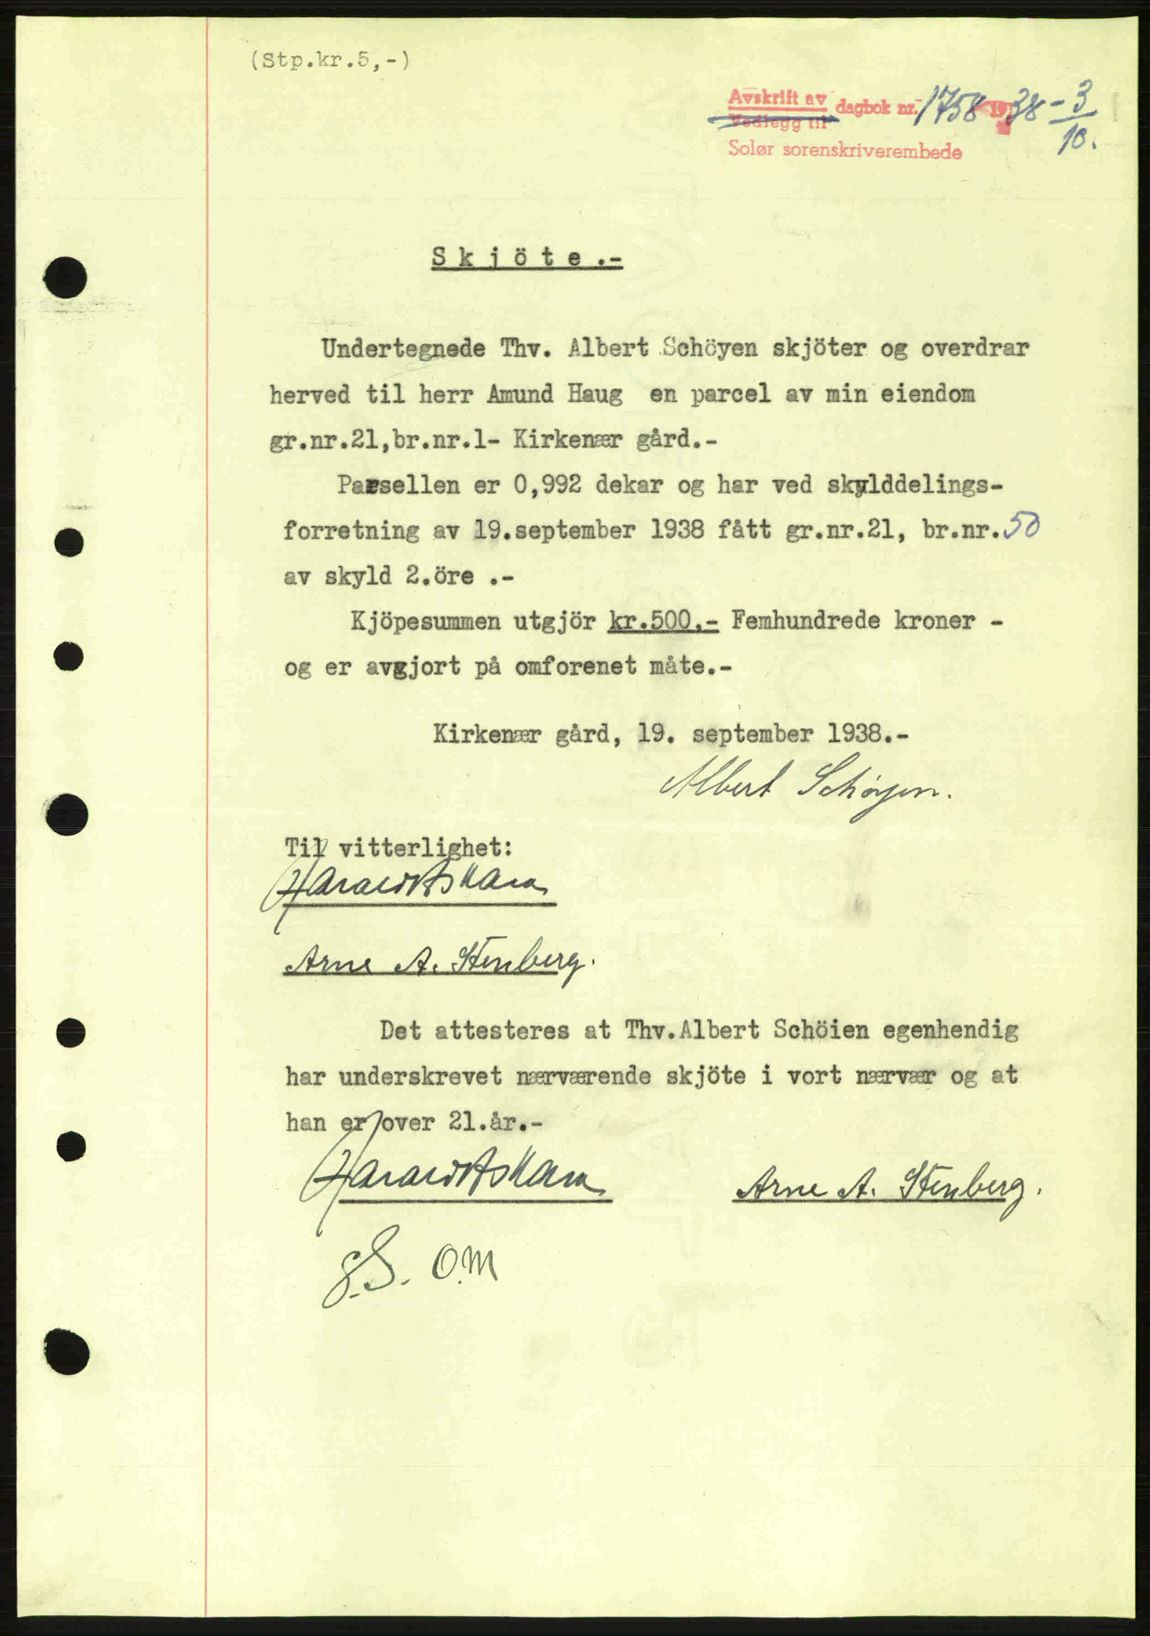 (Stp.kr.5,-)
Avskrift av dagbok nr. 1758 1938 - 3/10.
Vedlegg til
Solør sorenskriverembede
Skjöte.-
Undertegnede Thv. Albert Schöyen skjöter og overdrar
herved til herr Amund Haug en parcel av min eiendom
gr.nr.21,br.nr.1- Kirkenær gård.-
Parsellen er 0,992 dekar og har ved skylddelings-
forretning av 19.september 1938 fått gr.nr.21, br.nr.50
av skyld 2.öre .-
Kjöpesummen utgjör kr.500.- Femhundrede kroner -
og er avgjort på omforenet måte.-
Kirkenær gård, 19. september 1938.-
Albert Schöyen.
Til vitterlighet:
Harald
Arne A. Stenberg.
Det attesteres at Thv.Albert Schöien egenhendig
har underskrevet nærværende skjöte i vort nærvær og at
han er over 21.år.-
Harald
Arne A. Stenberg.
g.S. O.M